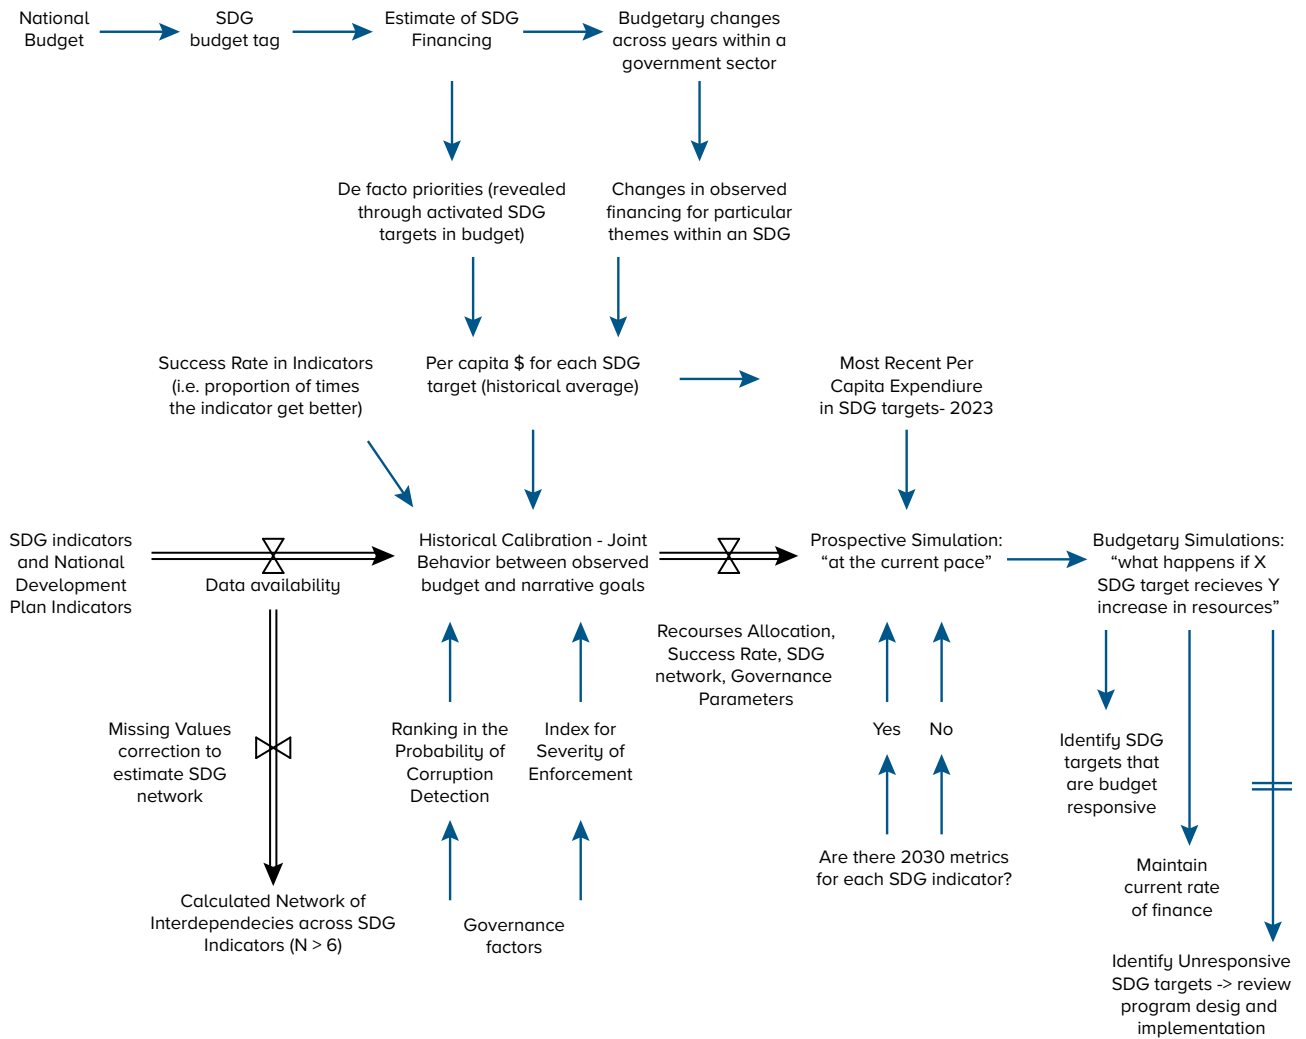 National
Budget
SDG
budget tag
Estimate of SDG
Financing
Budgetary changes
across years within a
government sector
De facto priorities (revealed
through activated SDG
targets in budget)
Changes in observed
financing for particular
themes within an SDG
Success Rate in Indicators
(i.e. proportion of times
the indicator get better)
Per capita $ for each SDG
target (historical average)
Most Recent Per
Capita Expendiure
in SDG targets- 2023
SDG indicators
and National
Development
Plan Indicators
Data availability
Historical Calibration - Joint
Behavior between observed
budget and narrative goals
Prospective Simulation:
“at the current pace”
Budgetary Simulations:
“what happens if X
SDG target recieves Y
increase in resources”
Recourses Allocation,
Success Rate, SDG
network, Governance
Parameters
Missing Values
correction to
estimate SDG
network
Ranking in the
Probability of
Corruption
Detection
Index for
Severity of
Enforcement
Yes
No
Identify SDG
targets that
are budget
responsive
Are there 2030 metrics
for each SDG indicator?
Maintain
current rate
of finance
Calculated Network of
Interdependecies across SDG
Indicators (N > 6)
Governance
factors
Identify Unresponsive
SDG targets -> review
program desig and
implementation